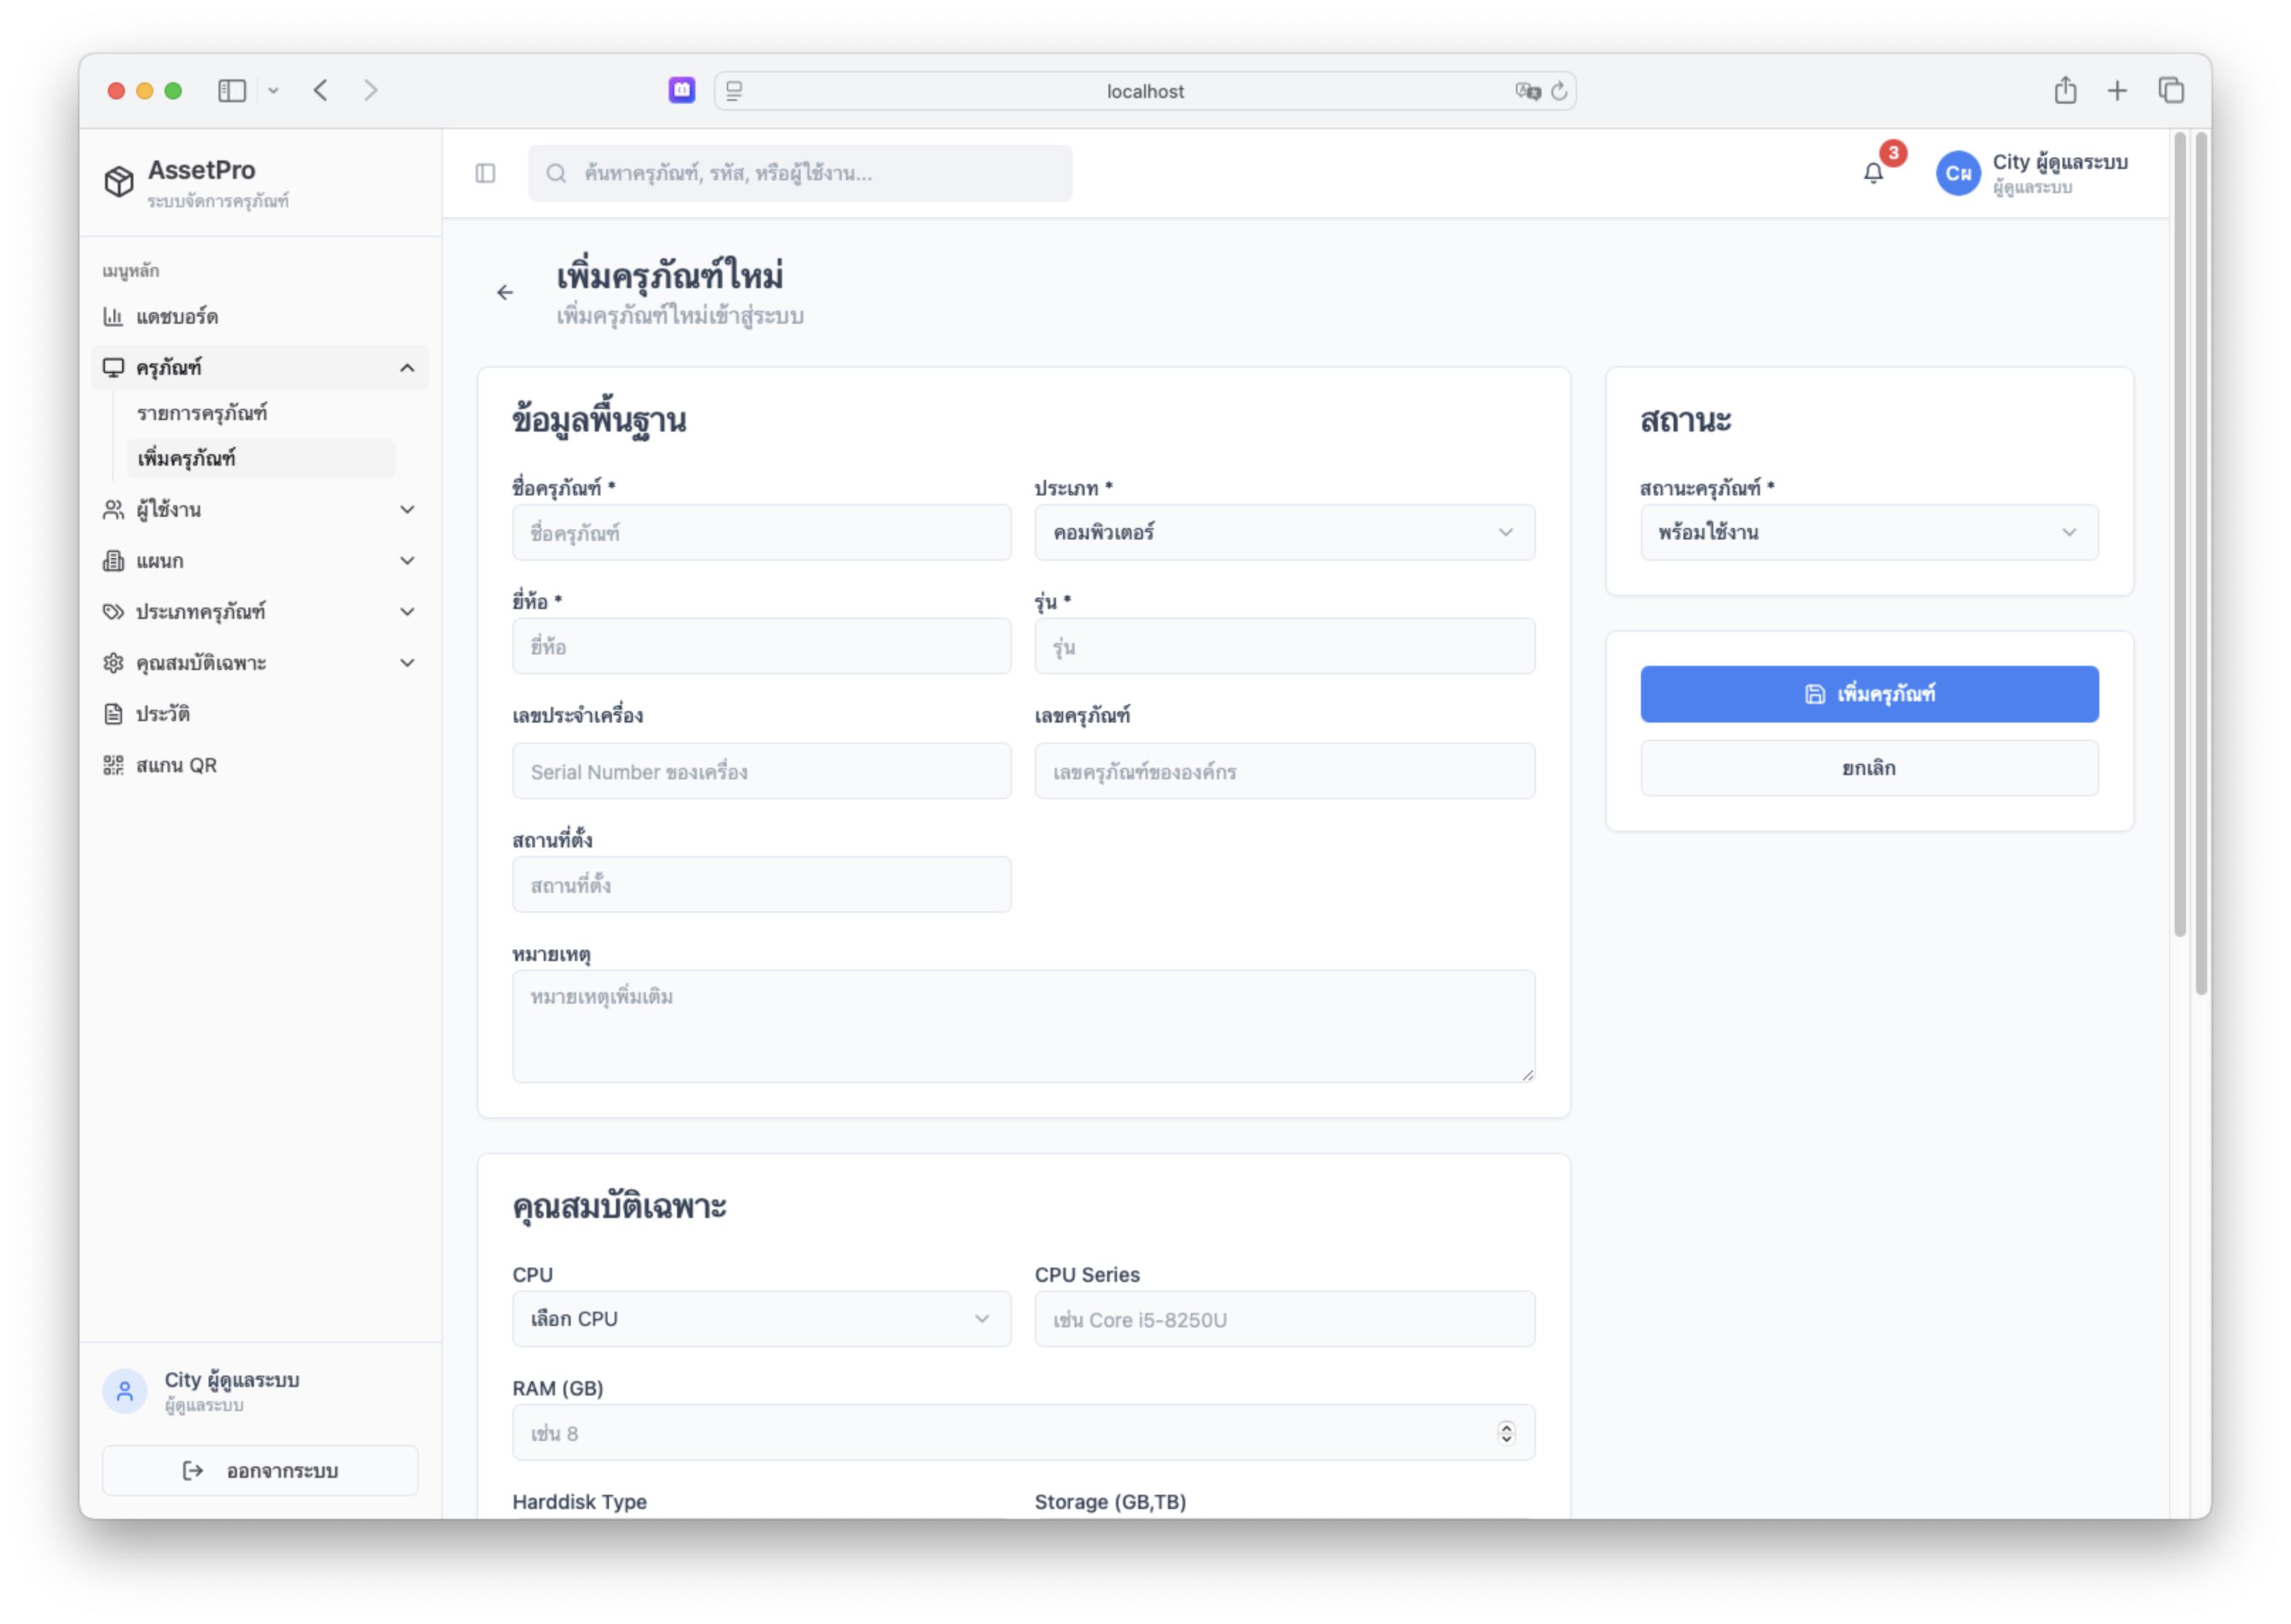 localhost
AssetPro
ระบบจัดการครุภัณฑ์
เมนูหลัก
แดชบอร์ด
ครุภัณฑ์
รายการครุภัณฑ์
เพิ่มครุภัณฑ์
ผู้ใช้งาน
แผนก
ประเภทครุภัณฑ์
คุณสมบัติเฉพาะ
ประวัติ
สแกน QR
City ผู้ดูแลระบบ
ผู้ดูแลระบบ
ออกจากระบบ
ค้นหาครุภัณฑ์, รหัส, หรือผู้ใช้งาน...
3
Cผ
City ผู้ดูแลระบบ
ผู้ดูแลระบบ
เพิ่มครุภัณฑ์ใหม่
เพิ่มครุภัณฑ์ใหม่เข้าสู่ระบบ
ข้อมูลพื้นฐาน
ชื่อครุภัณฑ์ *
ชื่อครุภัณฑ์
ประเภท *
คอมพิวเตอร์
ยี่ห้อ *
ยี่ห้อ
รุ่น *
รุ่น
เลขประจำเครื่อง
Serial Number ของเครื่อง
เลขครุภัณฑ์
เลขครุภัณฑ์ขององค์กร
สถานที่ตั้ง
สถานที่ตั้ง
หมายเหตุ
หมายเหตุเพิ่มเติม
คุณสมบัติเฉพาะ
CPU
เลือก CPU
CPU Series
เช่น Core i5-8250U
RAM (GB)
เช่น 8
Harddisk Type
Storage (GB,TB)
สถานะ
สถานะครุภัณฑ์ *
พร้อมใช้งาน
เพิ่มครุภัณฑ์
ยกเลิก